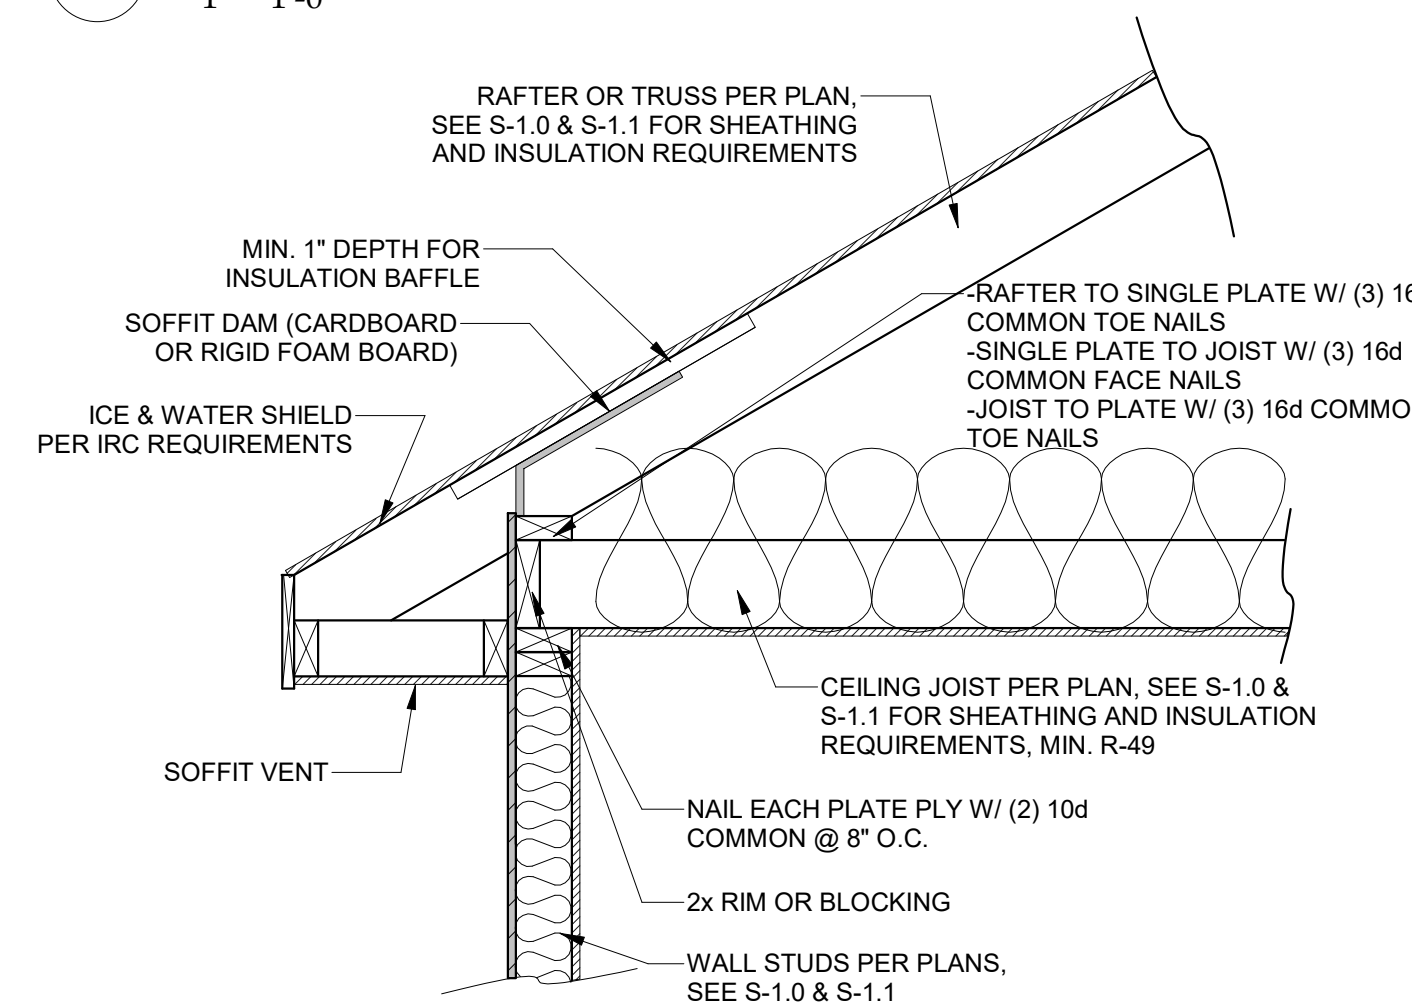 RAFTER OR TRUSS PER PLAN,
SEE S-1.0 & S-1.1 FOR SHEATHING
AND INSULATION REQUIREMENTS
MIN. 1" DEPTH FOR
INSULATION BAFFLE
SOFFIT DAM (CARDBOARD
OR RIGID FOAM BOARD)
ICE & WATER SHIELD
PER IRC REQUIREMENTS
-RAFTER TO SINGLE PLATE W/ (3)
COMMON TOE NAILS
-SINGLE PLATE TO JOIST W/ (3) 16d
COMMON FACE NAILS
-JOIST TO PLATE W/ (3) 16d
TOE NAILS
CEILING JOIST PER PLAN, SEE S-1.0 &
S-1.1 FOR SHEATHING AND INSULATION
REQUIREMENTS, MIN. R-49
SOFFIT VENT
NAIL EACH PLATE PLY W/ (2) 10d
COMMON @ 8" O.C.
2x RIM OR BLOCKING
WALL STUDS PER PLANS,
SEE S-1.0 & S-1.1